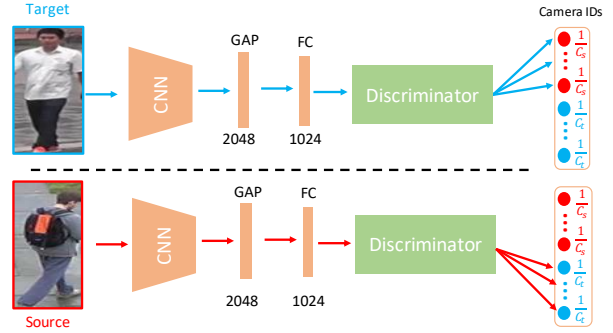 Target
Camera IDs
GAP
FC
CNN
Discriminator
2048
1024
1/C_s
⋮
1/C_s
1/C_t
⋮
1/C_t
GAP
FC
CNN
Discriminator
2048
1024
1/C_s
⋮
1/C_s
1/C_t
⋮
1/C_t
Source